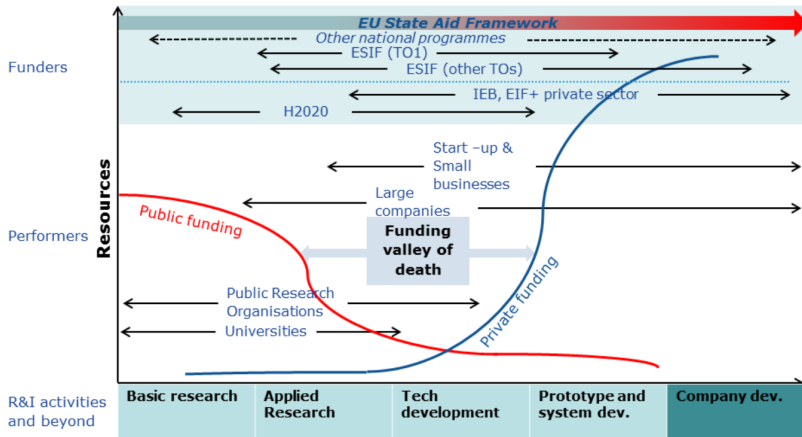 EU State Aid Framework
Other national programmes
ESIF (TO1)
Funders
ESIF (other TOs)
IEB, EIF+ private sector
H2020
Start –up &
Small
businesses
Large
companies
Resources
Public funding
Performers
Funding
valley of
death
Private funding
Public Research
Organisations
Universities
R&I activities
and beyond
Basic research
Applied
Research
Tech
development
Prototype and
system dev.
Company dev.